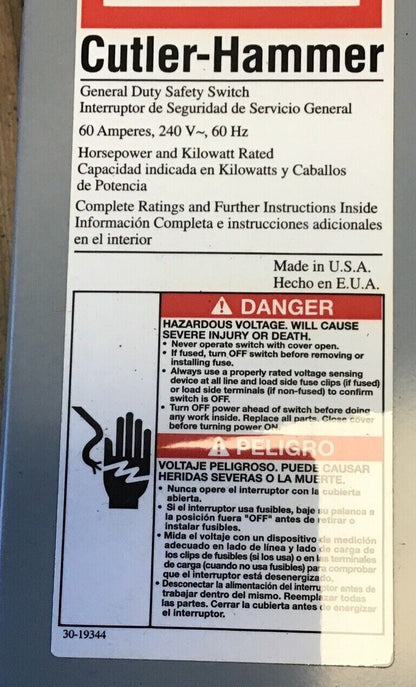 Cutler-Hammer
General Duty Safety Switch
Interruptor de Seguridad de Servicio General
60 Amperes, 240 V~, 60 Hz
Horsepower and Kilowatt Rated
Capacidad indicada en Kilowatts y Caballos
de Potencia
Complete Ratings and Further Instructions Inside
Información Completa e instrucciones adicionales
en el interior
Made in U.S.A.
Hecho en E.U.A.
DANGER
HAZARDOUS VOLTAGE. WILL CAUSE
SEVERE INJURY OR DEATH.
• Never operate switch with cover open.
• If fused, turn OFF switch before removing or
installing fuse.
• Always use a properly rated voltage sensing
device at all line and load side fuse clips (if fused)
or load side terminals (if non-fused) to confirm
switch is OFF.
• Turn OFF power ahead of switch before doing
any work inside. Replace all parts. Close cover
before turning power ON.
PELIGRO
VOLTAJE PELIGROSO. PUEDE CAUSAR
HERIDAS SEVERAS O LA MUERTE.
• Nunca opere el interruptor con la cubierta
abierta.
• Si el interruptor usa fusibles, baje su palanca a
la posición fuera "OFF" antes de retirar o
instalar fusibles.
• Mida el voltaje con un dispositivo de medición
adecuado en lado de línea y lado de carga de
los clips de fusibles (si los usa) o en las terminales
de carga (cuando no usa fusibles) para comprobar
que el interruptor está desenergizado.
• Desconectar la alimentación del interruptor antes de
trabajar dentro del mismo. Reemplazar todas
las partes. Cerrar la cubierta antes de energizar
el interruptor.
30-19344